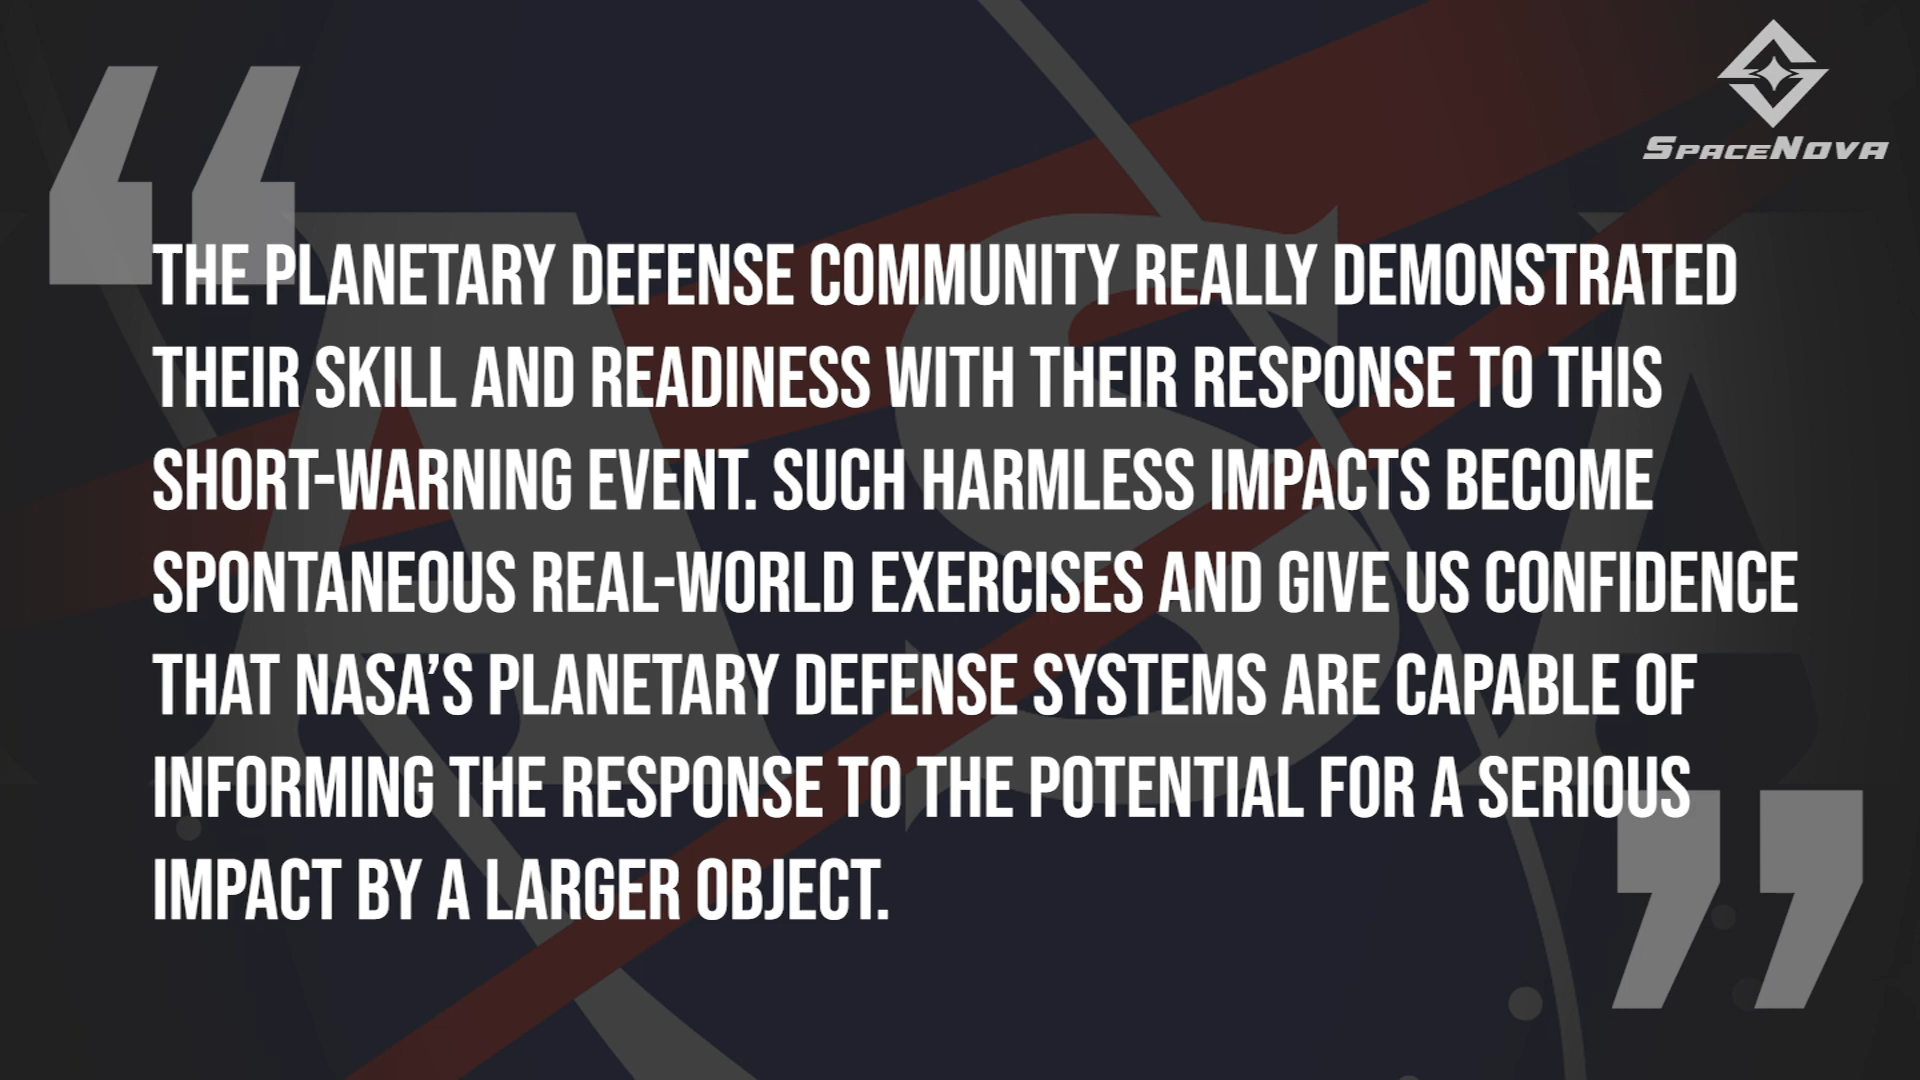 SPACENOVA
“
THE PLANETARY DEFENSE COMMUNITY REALLY DEMONSTRATED
THEIR SKILL AND READINESS WITH THEIR RESPONSE TO THIS
SHORT-WARNING EVENT. SUCH HARMLESS IMPACTS BECOME
SPONTANEOUS REAL-WORLD EXERCISES AND GIVE US CONFIDENCE
THAT NASA’S PLANETARY DEFENSE SYSTEMS ARE CAPABLE OF
INFORMING THE RESPONSE TO THE POTENTIAL FOR A SERIOUS
IMPACT BY A LARGER OBJECT.
”